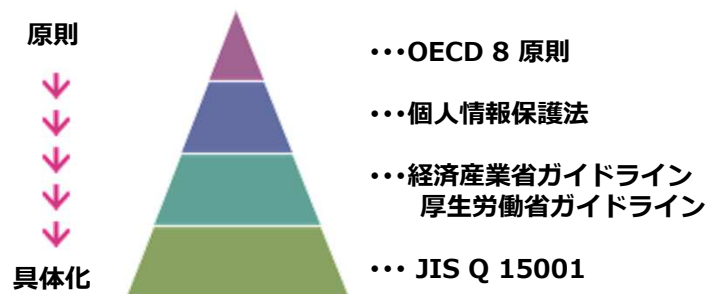 原則
・・・OECD 8 原則
・・・個人情報保護法
・・・経済産業省ガイドライン
厚生労働省ガイドライン
・・・ JIS Q 15001
具体化